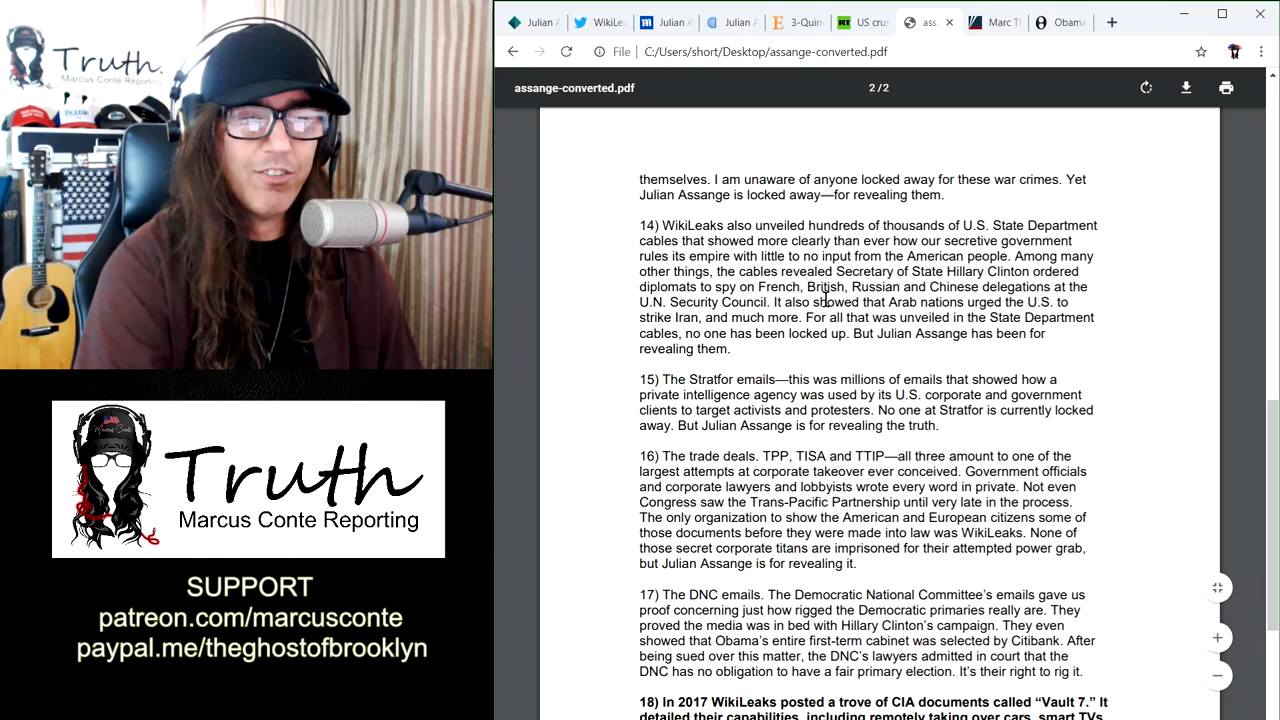 Truth.
Marcus Conte Reporting
Julian A
WikiLea
Julian A
Julian A
3-Quin
RT
US crus
ass
Marc Ti
Obama
File
C:/Users/short/Desktop/assange-converted.pdf
assange-converted.pdf
2 / 2
themselves. I am unaware of anyone locked away for these war crimes. Yet
Julian Assange is locked away—for revealing them.
14) WikiLeaks also unveiled hundreds of thousands of U.S. State Department
cables that showed more clearly than ever how our secretive government
rules its empire with little to no input from the American people. Among many
other things, the cables revealed Secretary of State Hillary Clinton ordered
diplomats to spy on French, British, Russian and Chinese delegations at the
U.N. Security Council. It also showed that Arab nations urged the U.S. to
strike Iran, and much more. For all that was unveiled in the State Department
cables, no one has been locked up. But Julian Assange has been for
revealing them.
15) The Stratfor emails—this was millions of emails that showed how a
private intelligence agency was used by its U.S. corporate and government
clients to target activists and protesters. No one at Stratfor is currently locked
away. But Julian Assange is for revealing the truth.
16) The trade deals. TPP, TISA and TTIP—all three amount to one of the
largest attempts at corporate takeover ever conceived. Government officials
and corporate lawyers and lobbyists wrote every word in private. Not even
Congress saw the Trans-Pacific Partnership until very late in the process.
The only organization to show the American and European citizens some of
those documents before they were made into law was WikiLeaks. None of
those secret corporate titans are imprisoned for their attempted power grab,
but Julian Assange is for revealing it.
17) The DNC emails. The Democratic National Committee’s emails gave us
proof concerning just how rigged the Democratic primaries really are. They
proved the media was in bed with Hillary Clinton’s campaign. They even
showed that Obama’s entire first-term cabinet was selected by Citibank. After
being sued over this matter, the DNC’s lawyers admitted in court that the
DNC has no obligation to have a fair primary election. It’s their right to rig it.
18) In 2017 WikiLeaks posted a trove of CIA documents called “Vault 7.” It
detailed their capabilities, including remotely taking over cars, smart TVs,
Truth
Marcus Conte Reporting
SUPPORT
patreon.com/marcusconte
paypal.me/theghostofbrooklyn